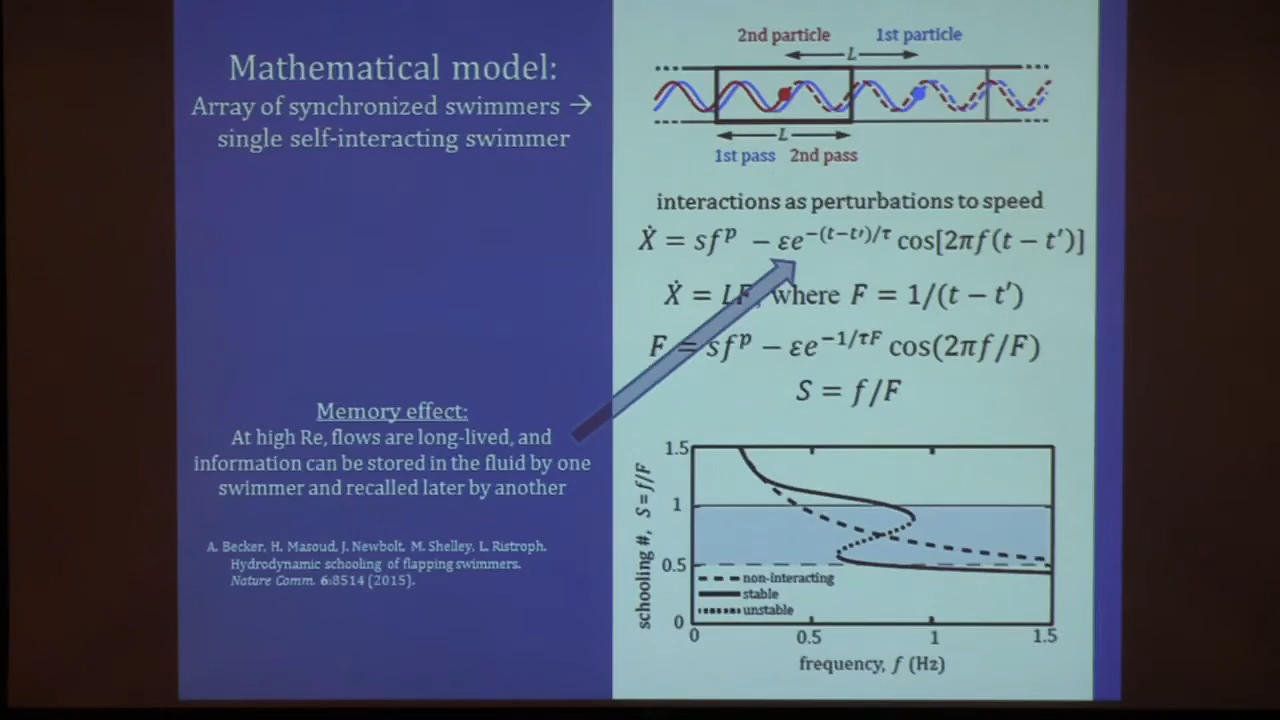 Mathematical model:
Array of synchronized swimmers →
single self-interacting swimmer
Memory effect:
At high Re, flows are long-lived, and
information can be stored in the fluid by one
swimmer and recalled later by another
A. Becker, H. Masoud, J. Newbolt, M. Shelley, L. Ristroph.
Hydrodynamic schooling of flapping swimmers.
Nature Comm. 6:8514 (2015).
2nd particle 1st particle
L
L
1st pass 2nd pass
interactions as perturbations to speed
Ẋ = sf^p − εe^{−(t−t′)/τ} cos[2πf(t − t′)]
Ẋ = LF, where F = 1/(t − t′)
F = sf^p − εe^{−1/τF} cos(2πf/F)
S = f/F
schooling #, S = f/F
1.5
1
0.5
0
non-interacting
stable
unstable
0 0.5 1 1.5
frequency, f (Hz)